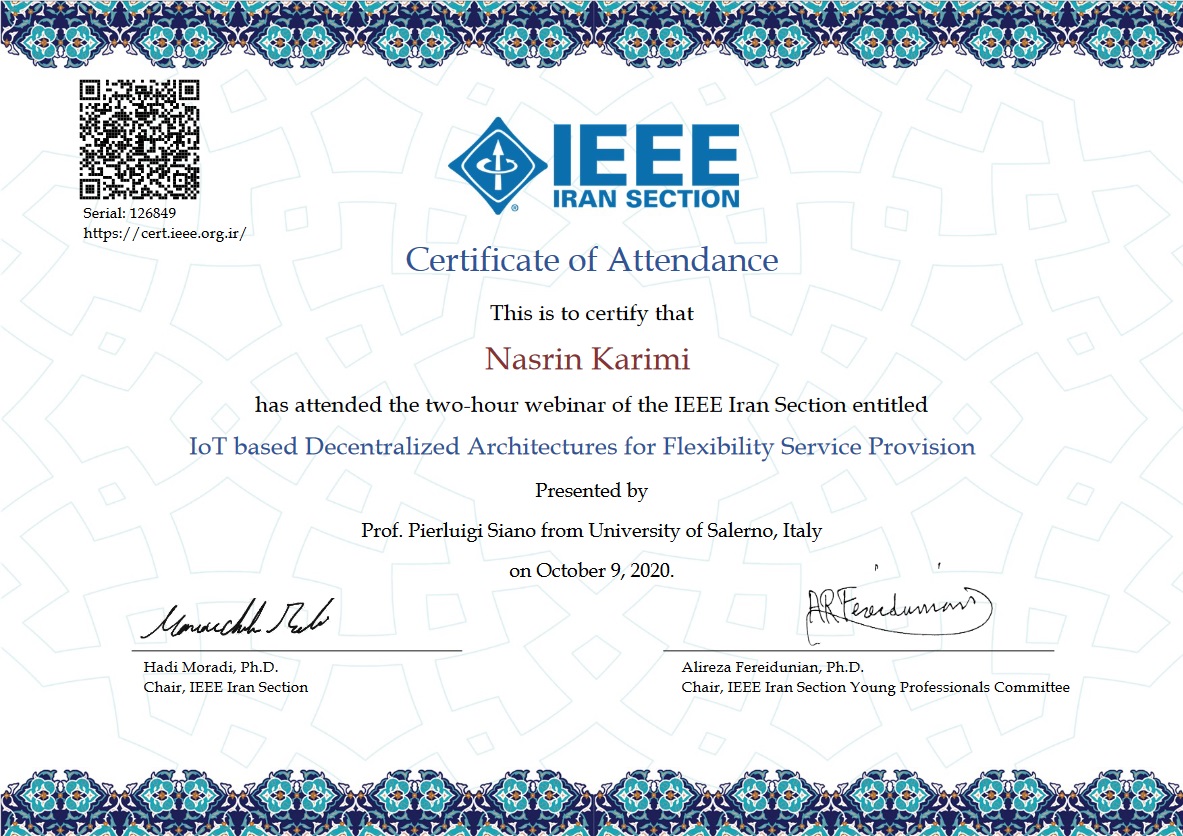 Serial: 126849
https://cert.ieee.org.ir/
IEEE
IRAN SECTION
Certificate of Attendance
This is to certify that
Nasrin Karimi
has attended the two-hour webinar of the IEEE Iran Section entitled
IoT based Decentralized Architectures for Flexibility Service Provision
Presented by
Prof. Pierluigi Siano from University of Salerno, Italy
on October 9, 2020.
ARFereidunian
Hadi Moradi, Ph.D.
Chair, IEEE Iran Section
Alireza Fereidunian, Ph.D.
Chair, IEEE Iran Section Young Professionals Committee